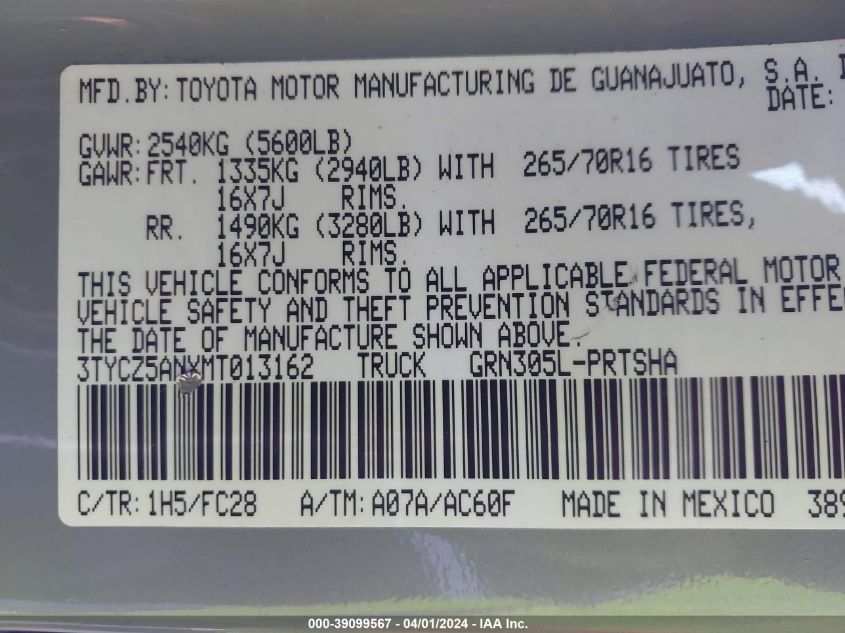 MFD.BY: TOYOTA MOTOR MANUFACTURING DE GUANAJUATO, S.A.
DATE:
GVWR: 2540KG (5600LB)
GAWR: FRT. 1335KG (2940LB) WITH 265/70R16 TIRES
16X7J RIMS.
RR. 1490KG (3280LB) WITH 265/70R16 TIRES,
16X7J RIMS.
THIS VEHICLE CONFORMS TO ALL APPLICABLE FEDERAL MOTOR
VEHICLE SAFETY AND THEFT PREVENTION STANDARDS IN EFFE
THE DATE OF MANUFACTURE SHOWN ABOVE.
3TYCZ5ANXMT013162 TRUCK GRN305L-PRTSHA
C/TR: 1H5/FC28 A/TM: A07A/AC60F MADE IN MEXICO 389
000-39099567 - 04/01/2024 - IAA Inc.